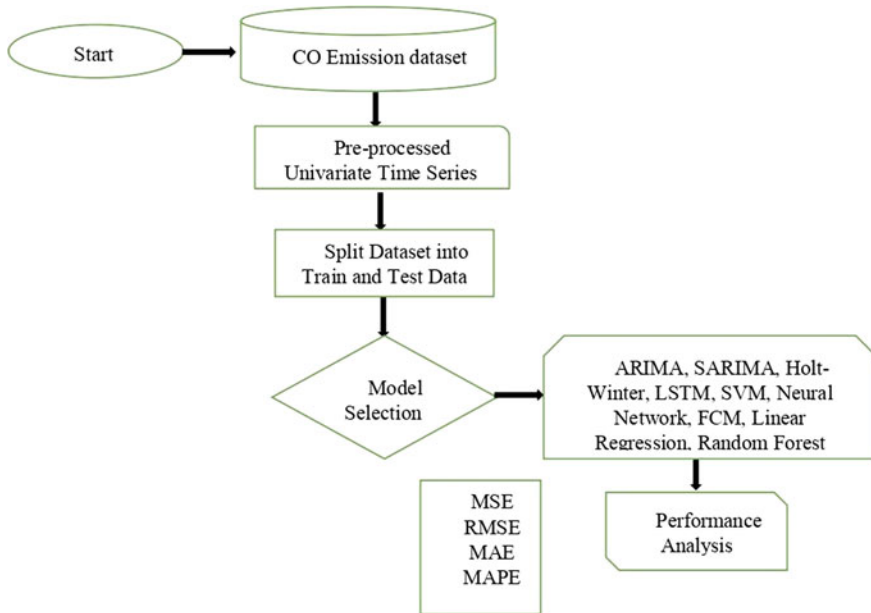 Start
CO Emission dataset
Pre-processed
Univariate Time Series
Split Dataset into
Train and Test Data
Model
Selection
ARIMA, SARIMA, Holt-
Winter, LSTM, SVM, Neural
Network, FCM, Linear
Regression, Random Forest
MSE
RMSE
MAE
MAPE
Performance
Analysis